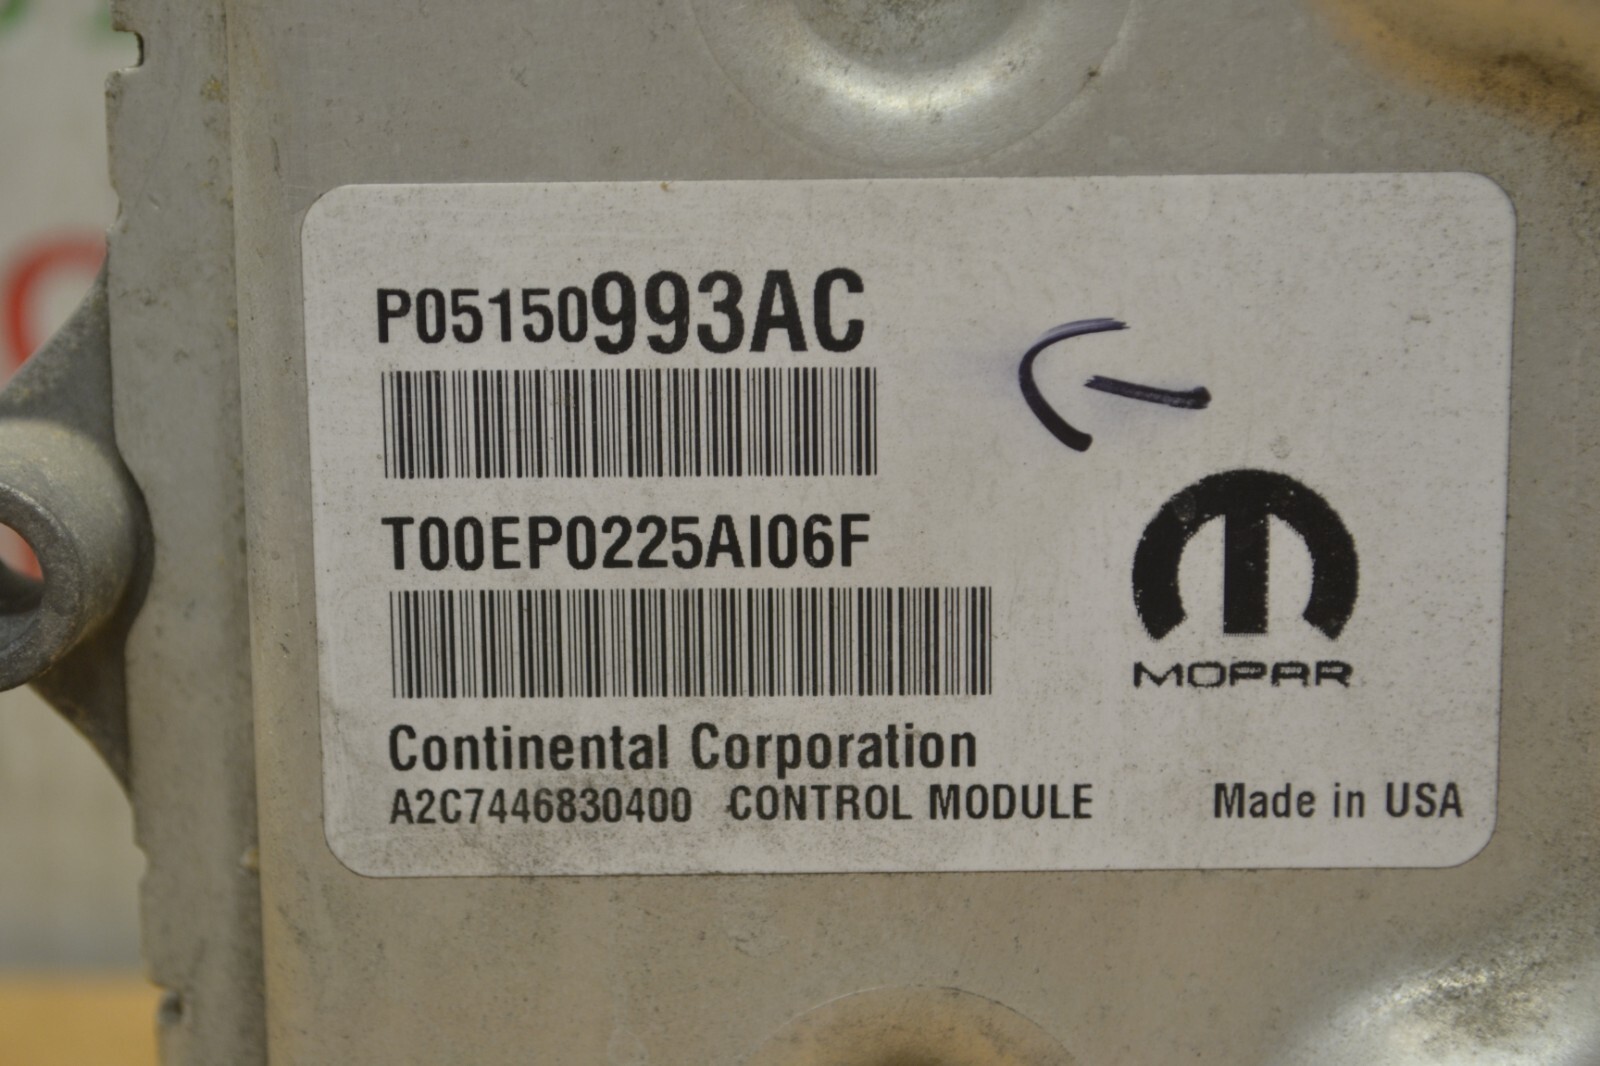 P05150993AC
T00EP0225AI06F
MOPAR
Continental Corporation
A2C7446830400 CONTROL MODULE Made in USA